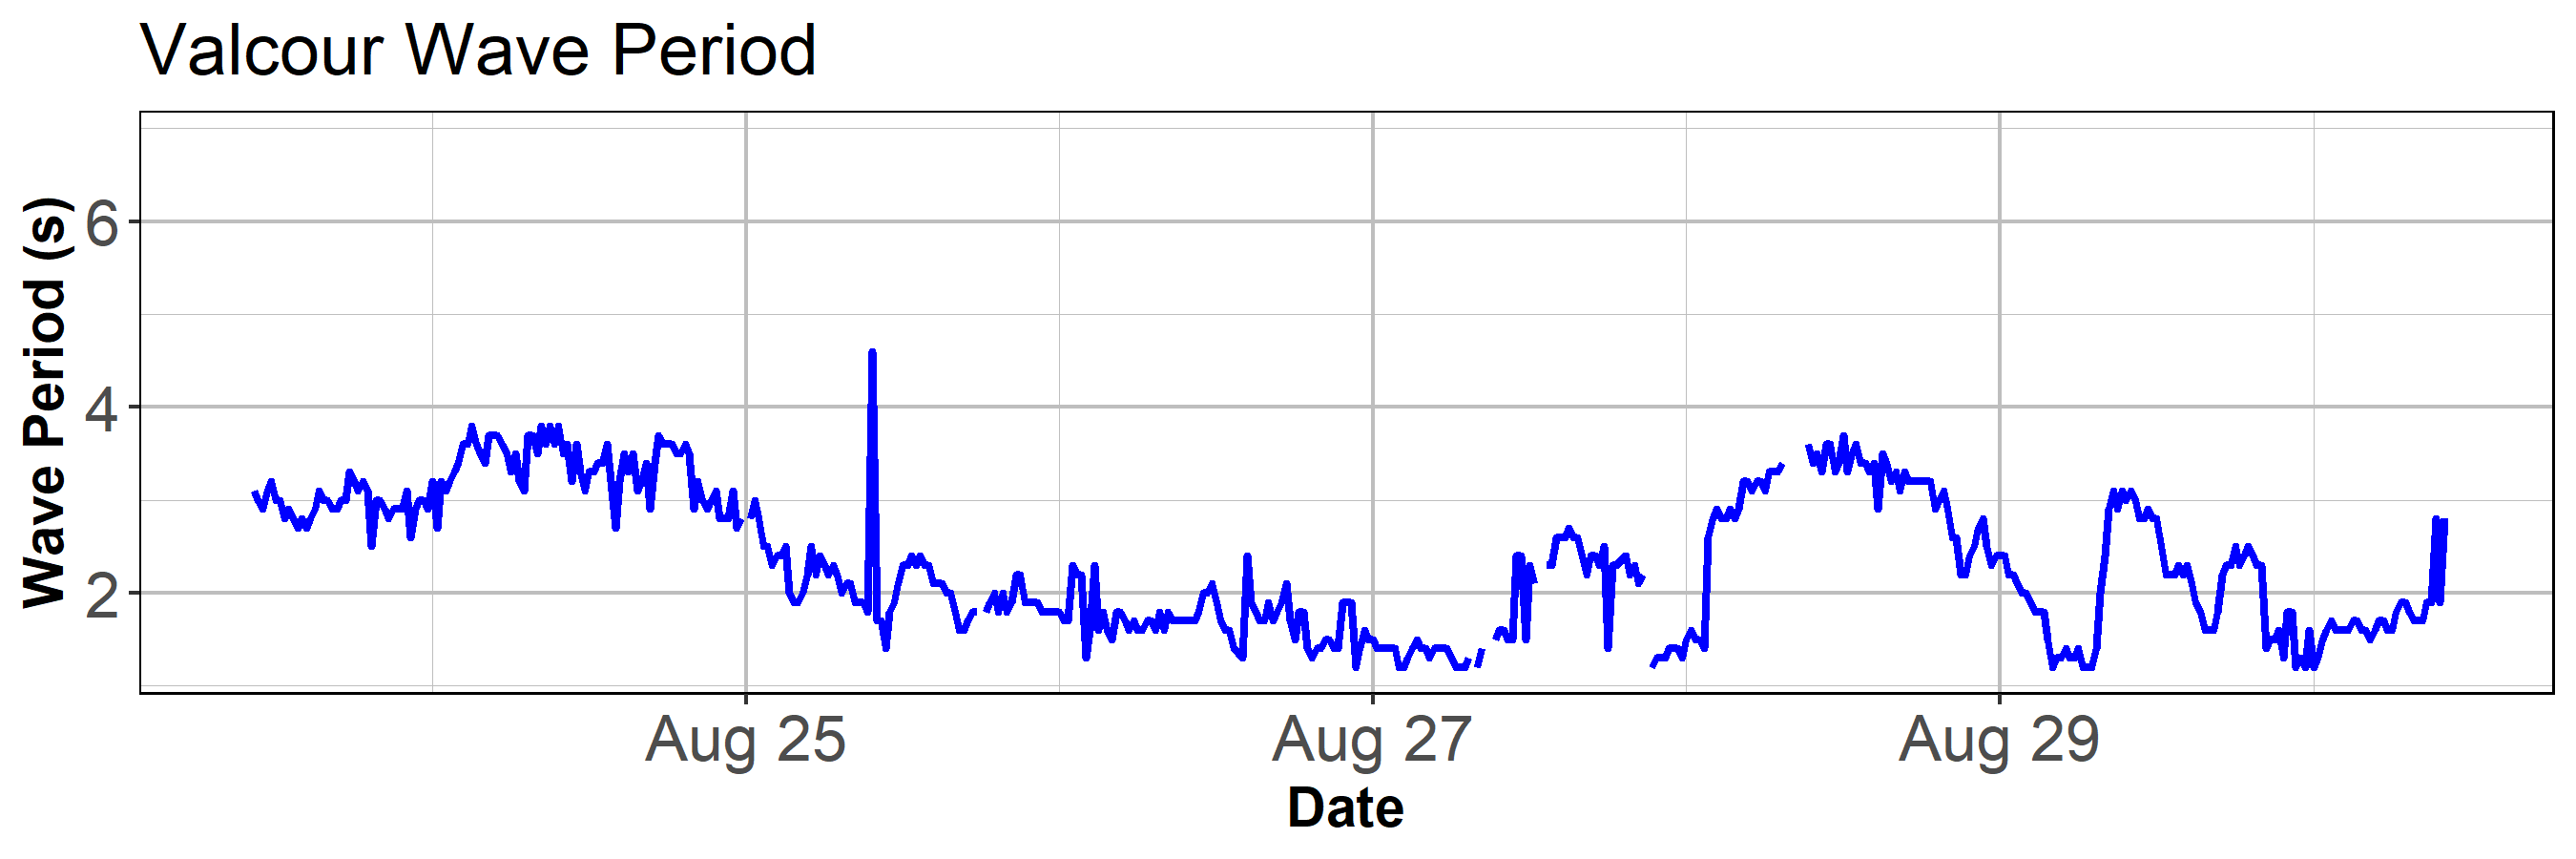 Valcour Wave Period
Wave Period (s)
6
4
2
Aug 25 Aug 27 Aug 29
Date